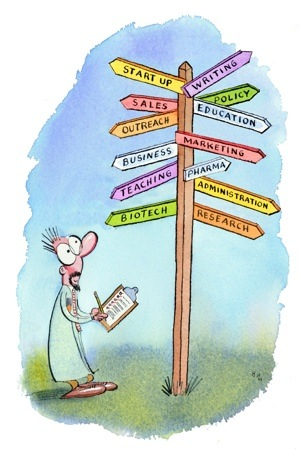 START UP
WRITING
SALES
POLICY
EDUCATION
OUTREACH
MARKETING
BUSINESS
PHARMA
TEACHING
ADMINISTRATION
BIOTECH
RESEARCH